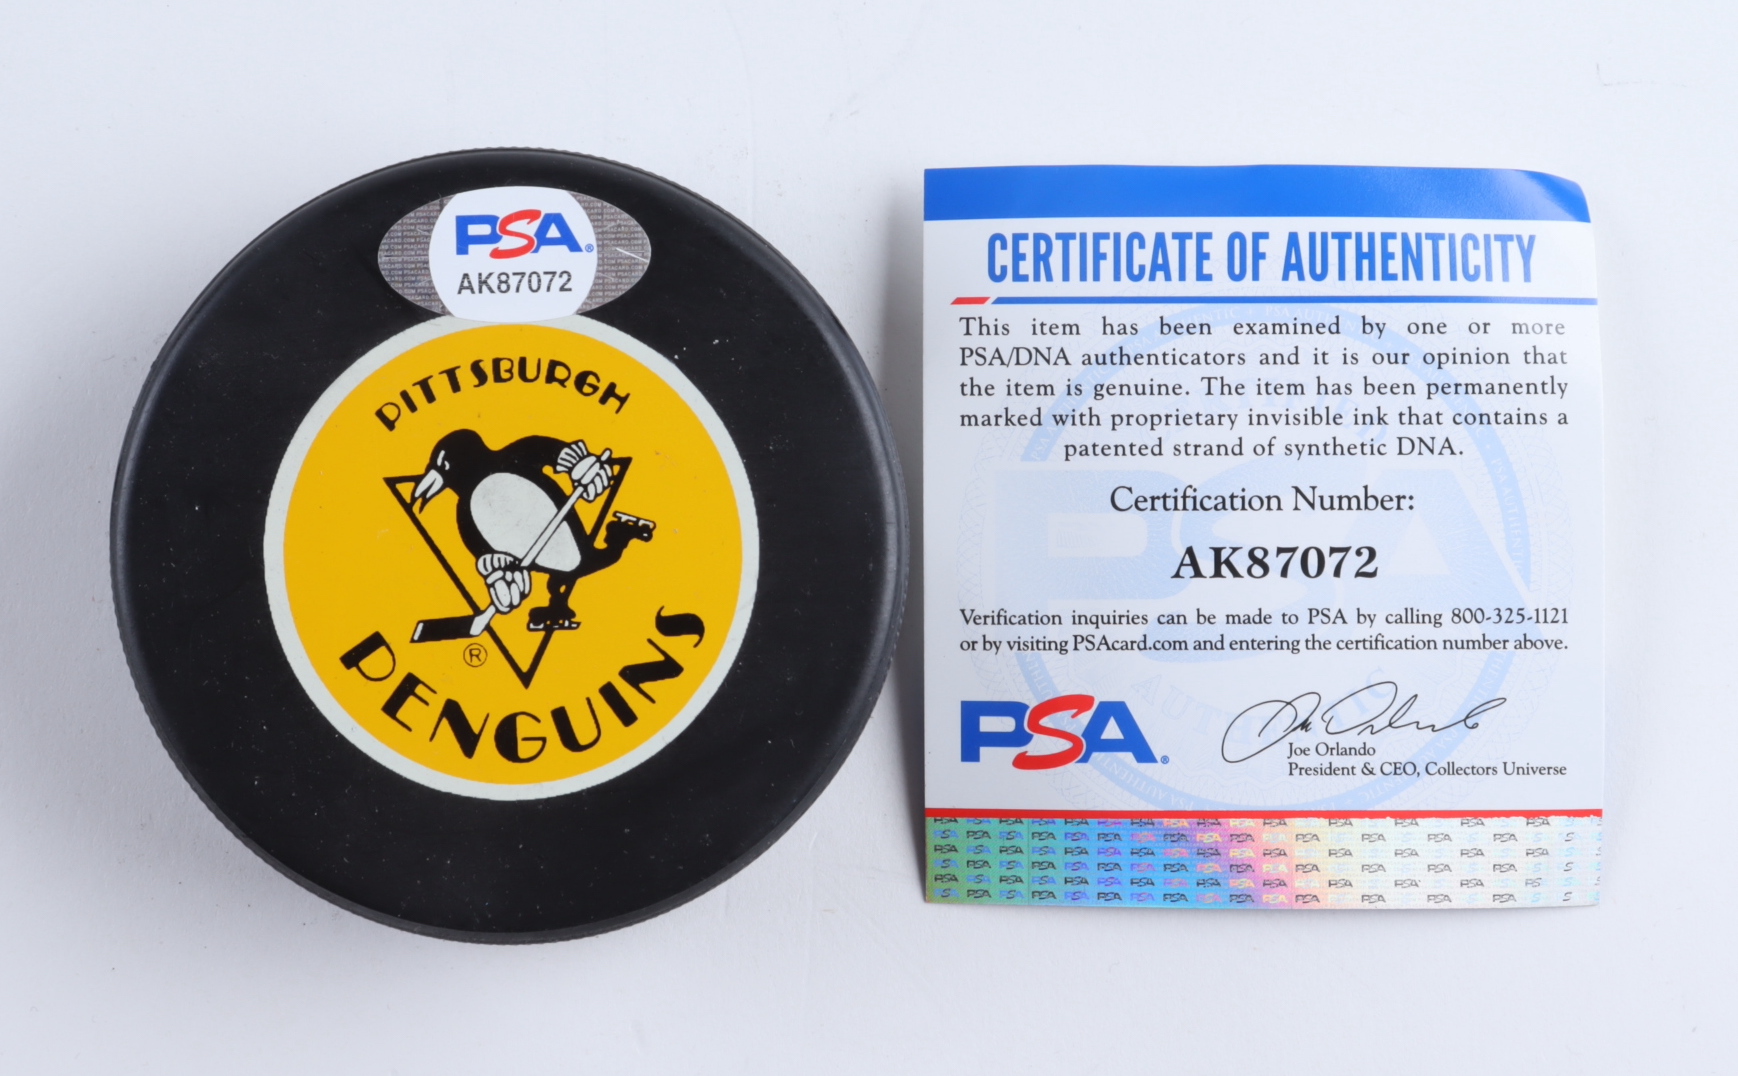 PSA®
AK87072
PITTSBURGH
®
PENGUINS
CERTIFICATE OF AUTHENTICITY
This item has been examined by one or more
PSA/DNA authenticators and it is our opinion that
the item is genuine. The item has been permanently
marked with proprietary invisible ink that contains a
patented strand of synthetic DNA.
Certification Number:
AK87072
Verification inquiries can be made to PSA by calling 800-325-1121
or by visiting PSAcard.com and entering the certification number above.
PSA®
Joe Orlando
President & CEO, Collectors Universe